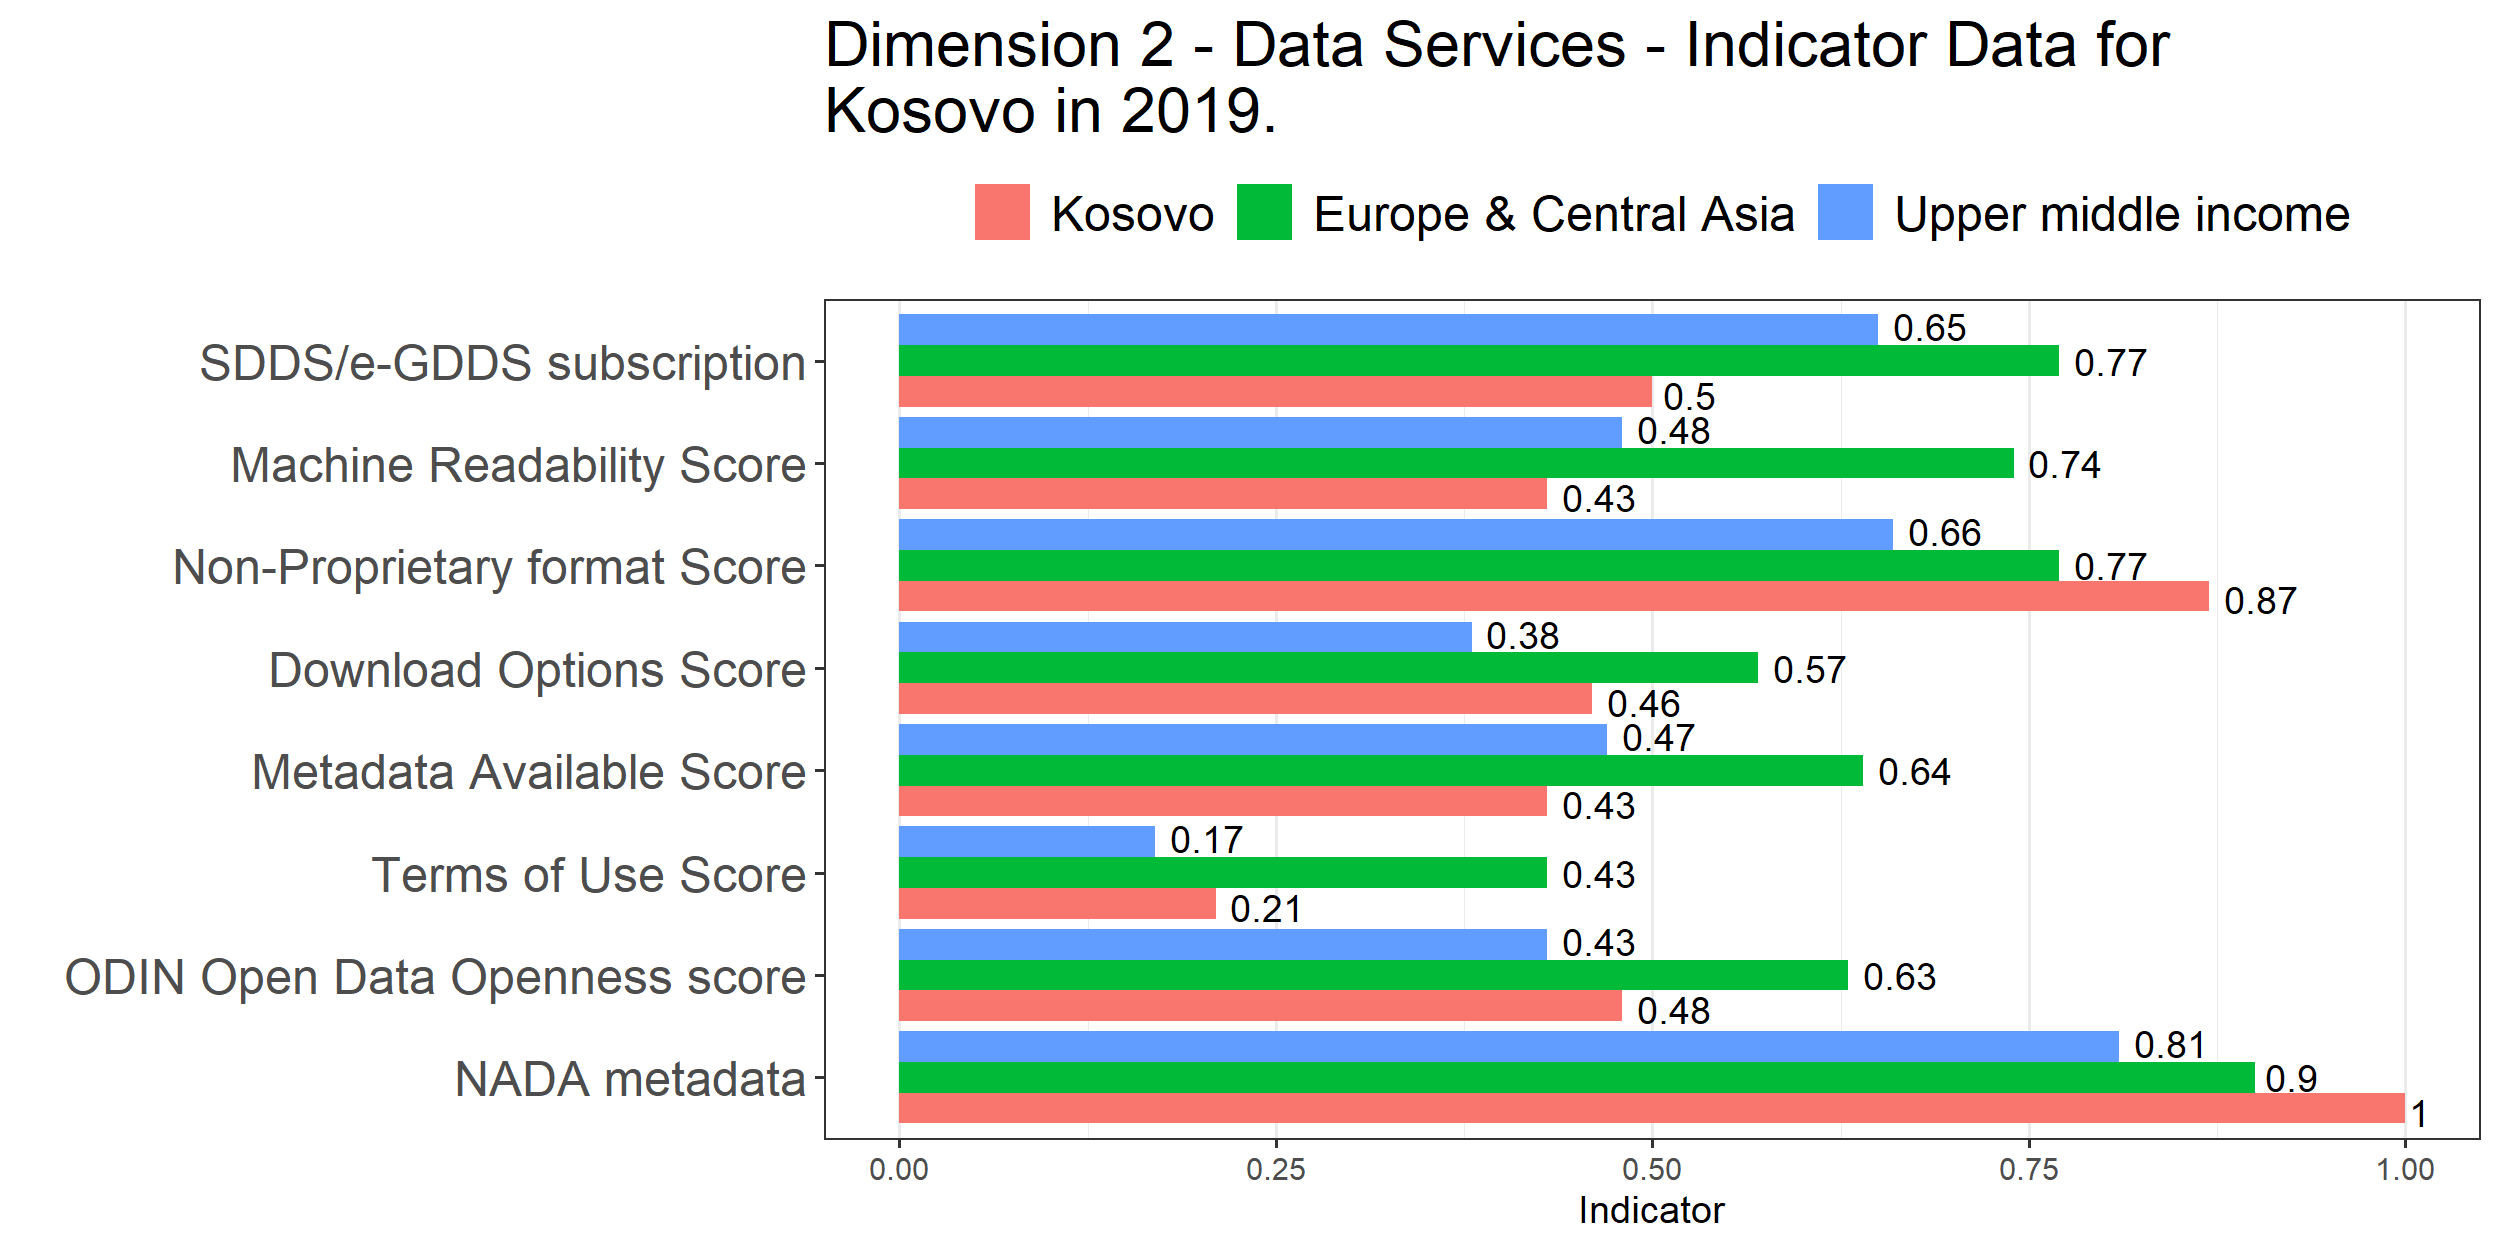 Dimension 2 - Data Services - Indicator Data for
Kosovo in 2019.
Kosovo
Europe & Central Asia
Upper middle income
SDDS/e-GDDS subscription
0.65
0.77
0.5
Machine Readability Score
0.48
0.74
0.43
Non-Proprietary format Score
0.66
0.77
0.87
Download Options Score
0.38
0.57
0.46
Metadata Available Score
0.47
0.64
0.43
Terms of Use Score
0.17
0.43
0.21
ODIN Open Data Openness score
0.43
0.63
0.48
NADA metadata
0.81
0.9
1
0.00
0.25
0.50
0.75
1.00
Indicator